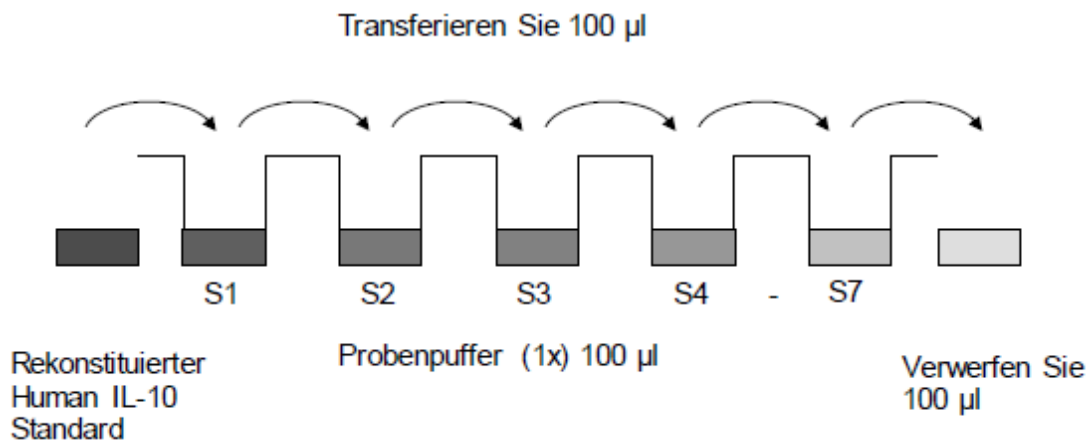 Transferieren Sie 100 µl
S1 S2 S3 S4 - S7
Rekonstituierter
Human IL-10
Standard
Probenpuffer (1x) 100 µl
Verwerfen Sie
100 µl